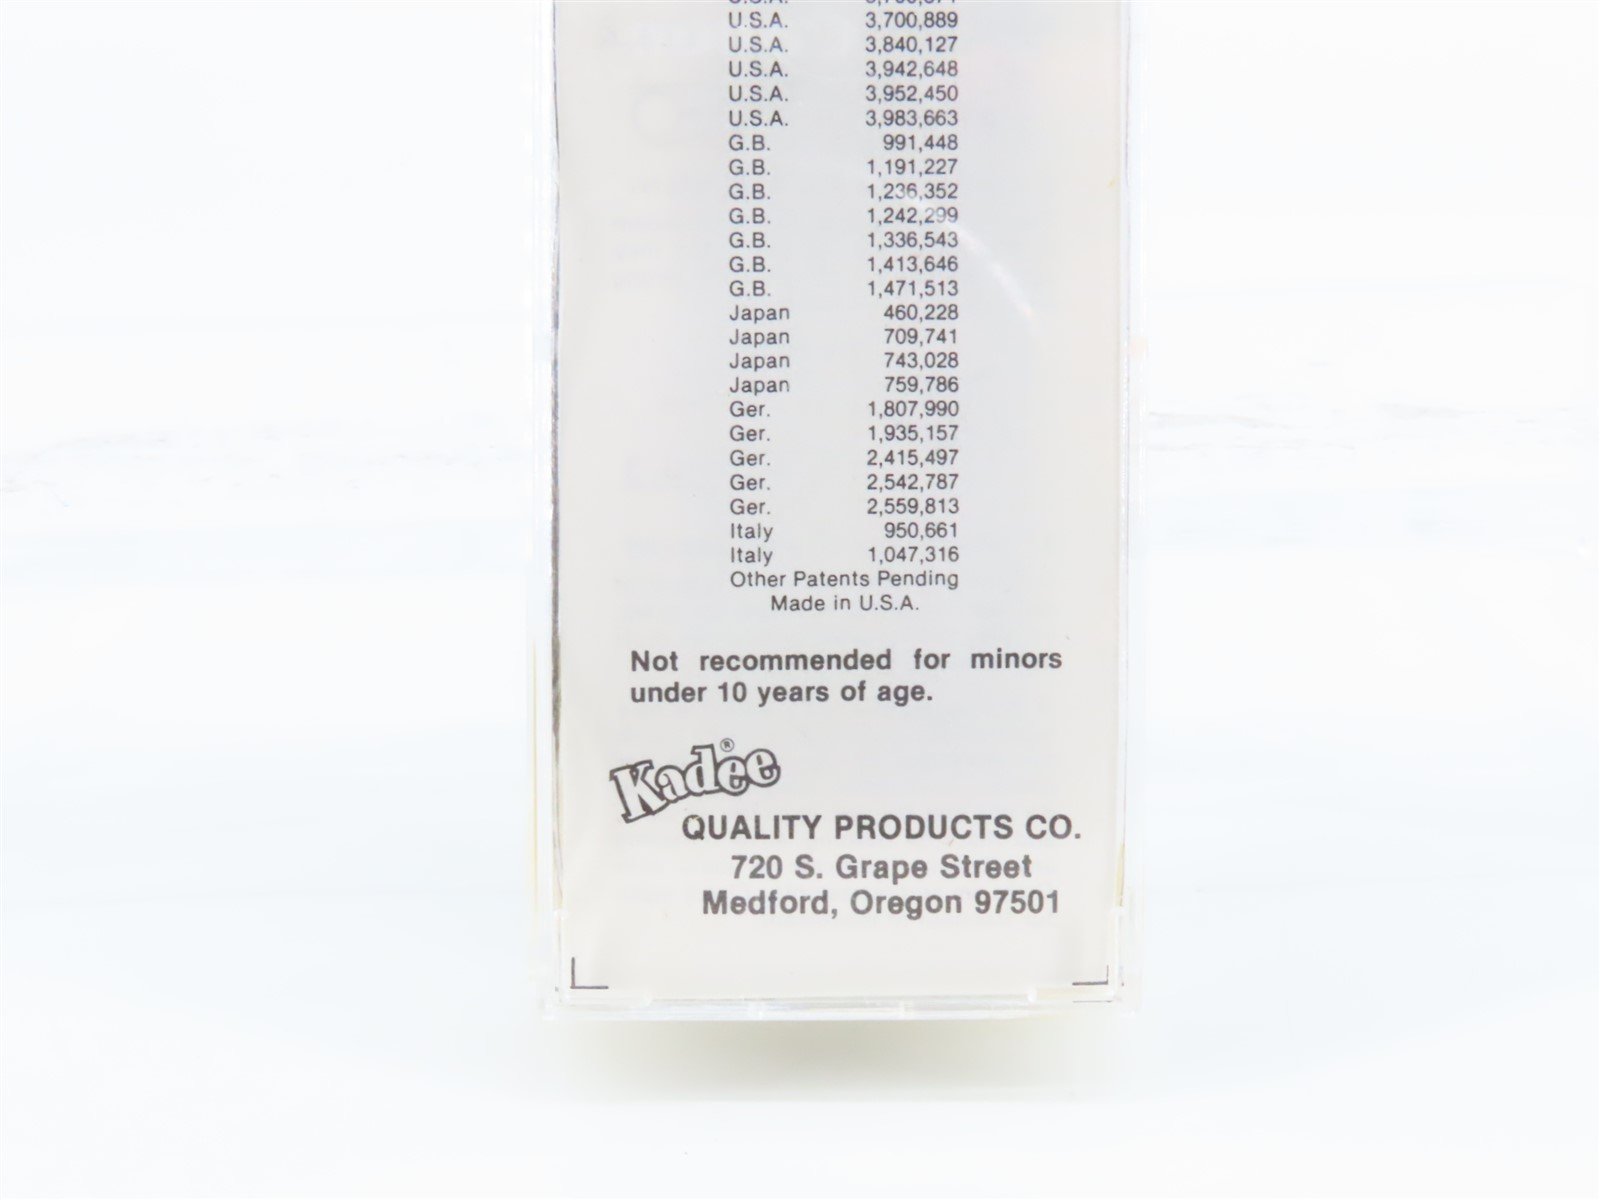 U.S.A. 3,700,889
U.S.A. 3,840,127
U.S.A. 3,942,648
U.S.A. 3,952,450
U.S.A. 3,983,663
G.B. 991,448
G.B. 1,191,227
G.B. 1,236,352
G.B. 1,242,299
G.B. 1,336,543
G.B. 1,413,646
G.B. 1,471,513
Japan 460,228
Japan 709,741
Japan 743,028
Japan 759,786
Ger. 1,807,990
Ger. 1,935,157
Ger. 2,415,497
Ger. 2,542,787
Ger. 2,559,813
Italy 950,661
Italy 1,047,316
Other Patents Pending
Made in U.S.A.
Not recommended for minors
under 10 years of age.
Kadee®
QUALITY PRODUCTS CO.
720 S. Grape Street
Medford, Oregon 97501